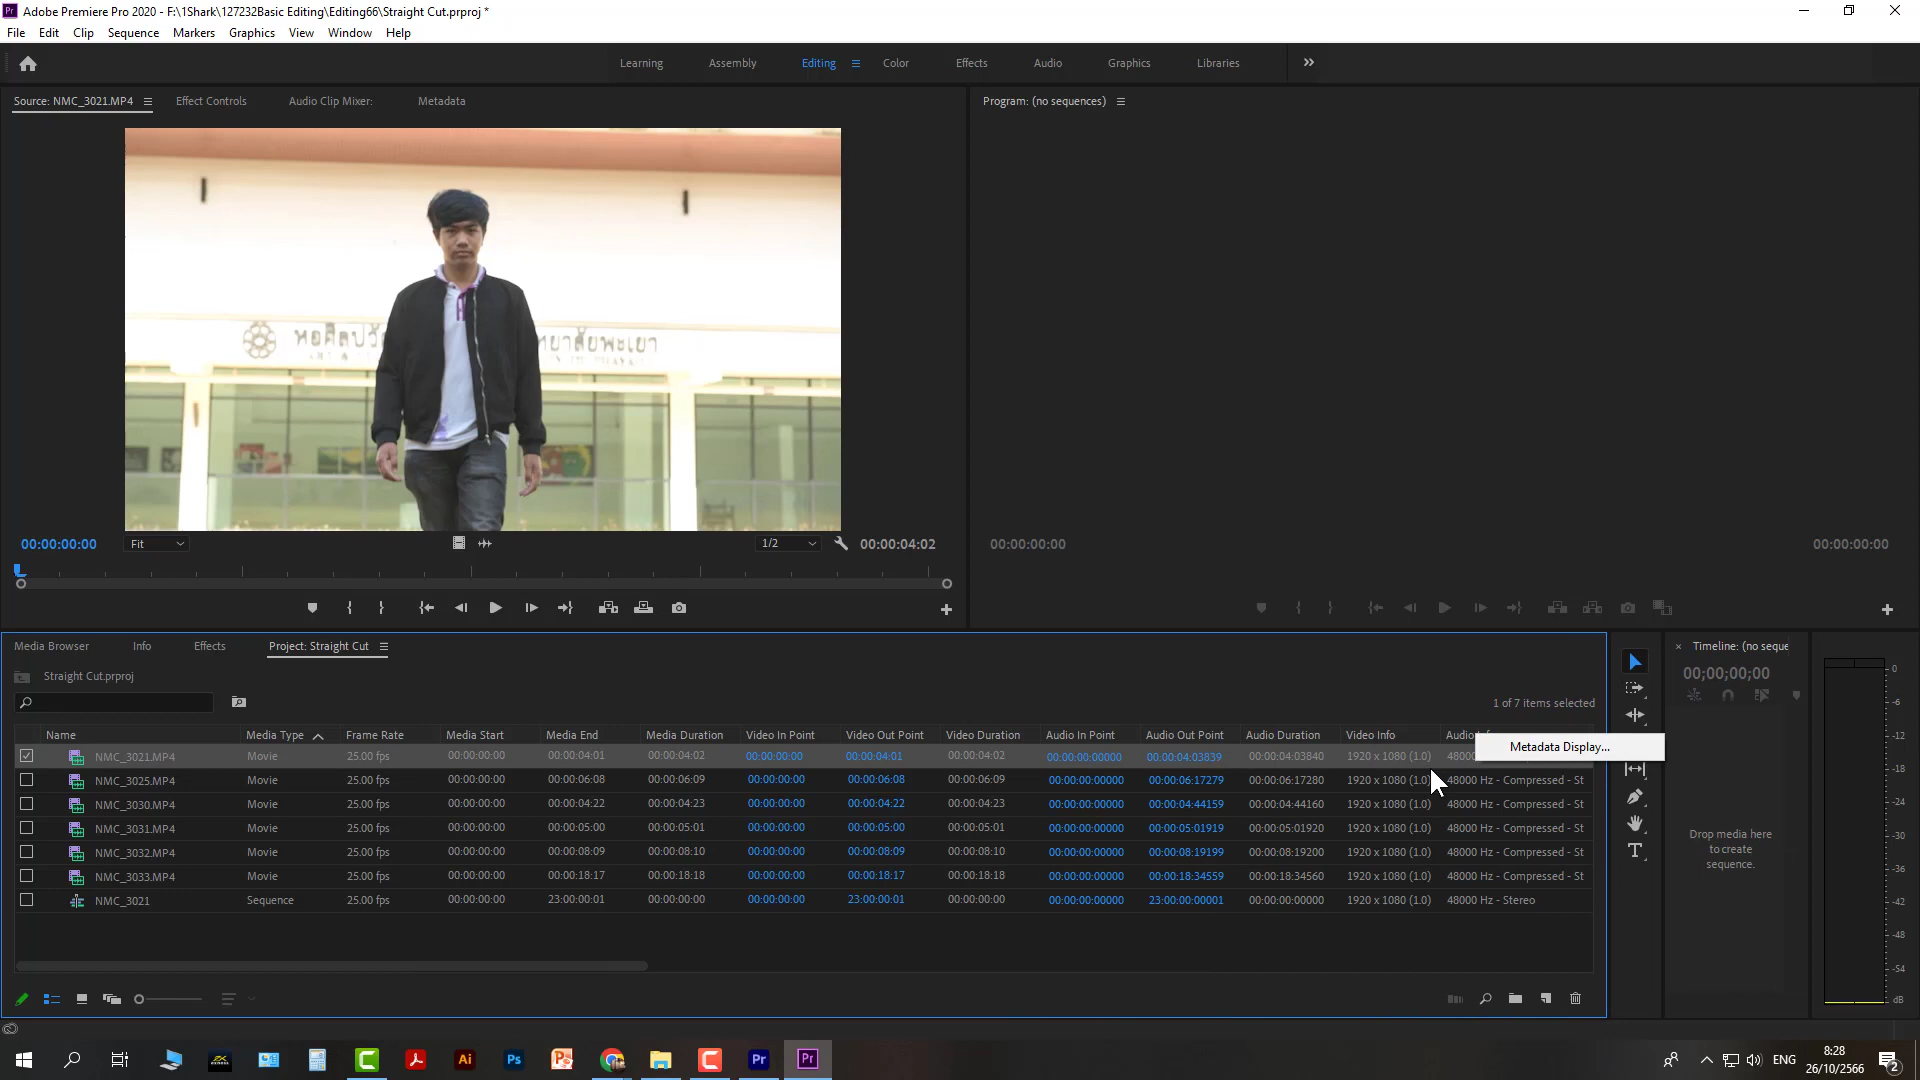 Adobe Premiere Pro 2020 - F:\1Shark\127232Basic Editing\Editing66\Straight Cut.prproj *
File Edit Clip Sequence Markers Graphics View Window Help
Learning Assembly Editing Color Effects Audio Graphics Libraries
Source: NMC_3021.MP4 Effect Controls Audio Clip Mixer: Metadata
Program: (no sequences)
00:00:00:00 Fit 1/2 00:00:04:02
00:00:00:00 00:00:00:00
Media Browser Info Effects Project: Straight Cut
Straight Cut.prproj
1 of 7 items selected
Name Media Type Frame Rate Media Start Media End Media Duration Video In Point Video Out Point Video Duration Audio In Point Audio Out Point Audio Duration Video Info
Metadata Display...
NMC_3021.MP4 Movie 25.00 fps 00:00:00:00 00:00:04:01 00:00:04:02 00:00:00:00 00:00:04:01 00:00:04:02 00:00:00:00000 00:00:04:03839 00:00:04:03840 1920 x 1080 (1.0) 48000
NMC_3025.MP4 Movie 25.00 fps 00:00:00:00 00:00:06:08 00:00:06:09 00:00:00:00 00:00:06:08 00:00:06:09 00:00:00:00000 00:00:06:17279 00:00:06:17280 1920 x 1080 (1.0) 48000 Hz - Compressed - St
NMC_3030.MP4 Movie 25.00 fps 00:00:00:00 00:00:04:22 00:00:04:23 00:00:00:00 00:00:04:22 00:00:04:23 00:00:00:00000 00:00:04:44159 00:00:04:44160 1920 x 1080 (1.0) 48000 Hz - Compressed - St
NMC_3031.MP4 Movie 25.00 fps 00:00:00:00 00:00:05:00 00:00:05:01 00:00:00:00 00:00:05:00 00:00:05:01 00:00:00:00000 00:00:05:01919 00:00:05:01920 1920 x 1080 (1.0) 48000 Hz - Compressed - St
NMC_3032.MP4 Movie 25.00 fps 00:00:00:00 00:00:08:09 00:00:08:10 00:00:00:00 00:00:08:09 00:00:08:10 00:00:00:00000 00:00:08:19199 00:00:08:19200 1920 x 1080 (1.0) 48000 Hz - Compressed - St
NMC_3033.MP4 Movie 25.00 fps 00:00:00:00 00:00:18:17 00:00:18:18 00:00:00:00 00:00:18:17 00:00:18:18 00:00:00:00000 00:00:18:34559 00:00:18:34560 1920 x 1080 (1.0) 48000 Hz - Compressed - St
NMC_3021 Sequence 25.00 fps 00:00:00:00 23:00:00:01 00:00:00:00 00:00:00:00 23:00:00:01 00:00:00:00 00:00:00:00000 23:00:00:00001 00:00:00:00000 1920 x 1080 (1.0) 48000 Hz - Stereo
Timeline: (no seque
00;00;00;00
Drop media here
to create
sequence.
0
-6
-12
-18
-24
-30
-36
-42
-48
-54
dB
ENG
8:28
26/10/2566
2